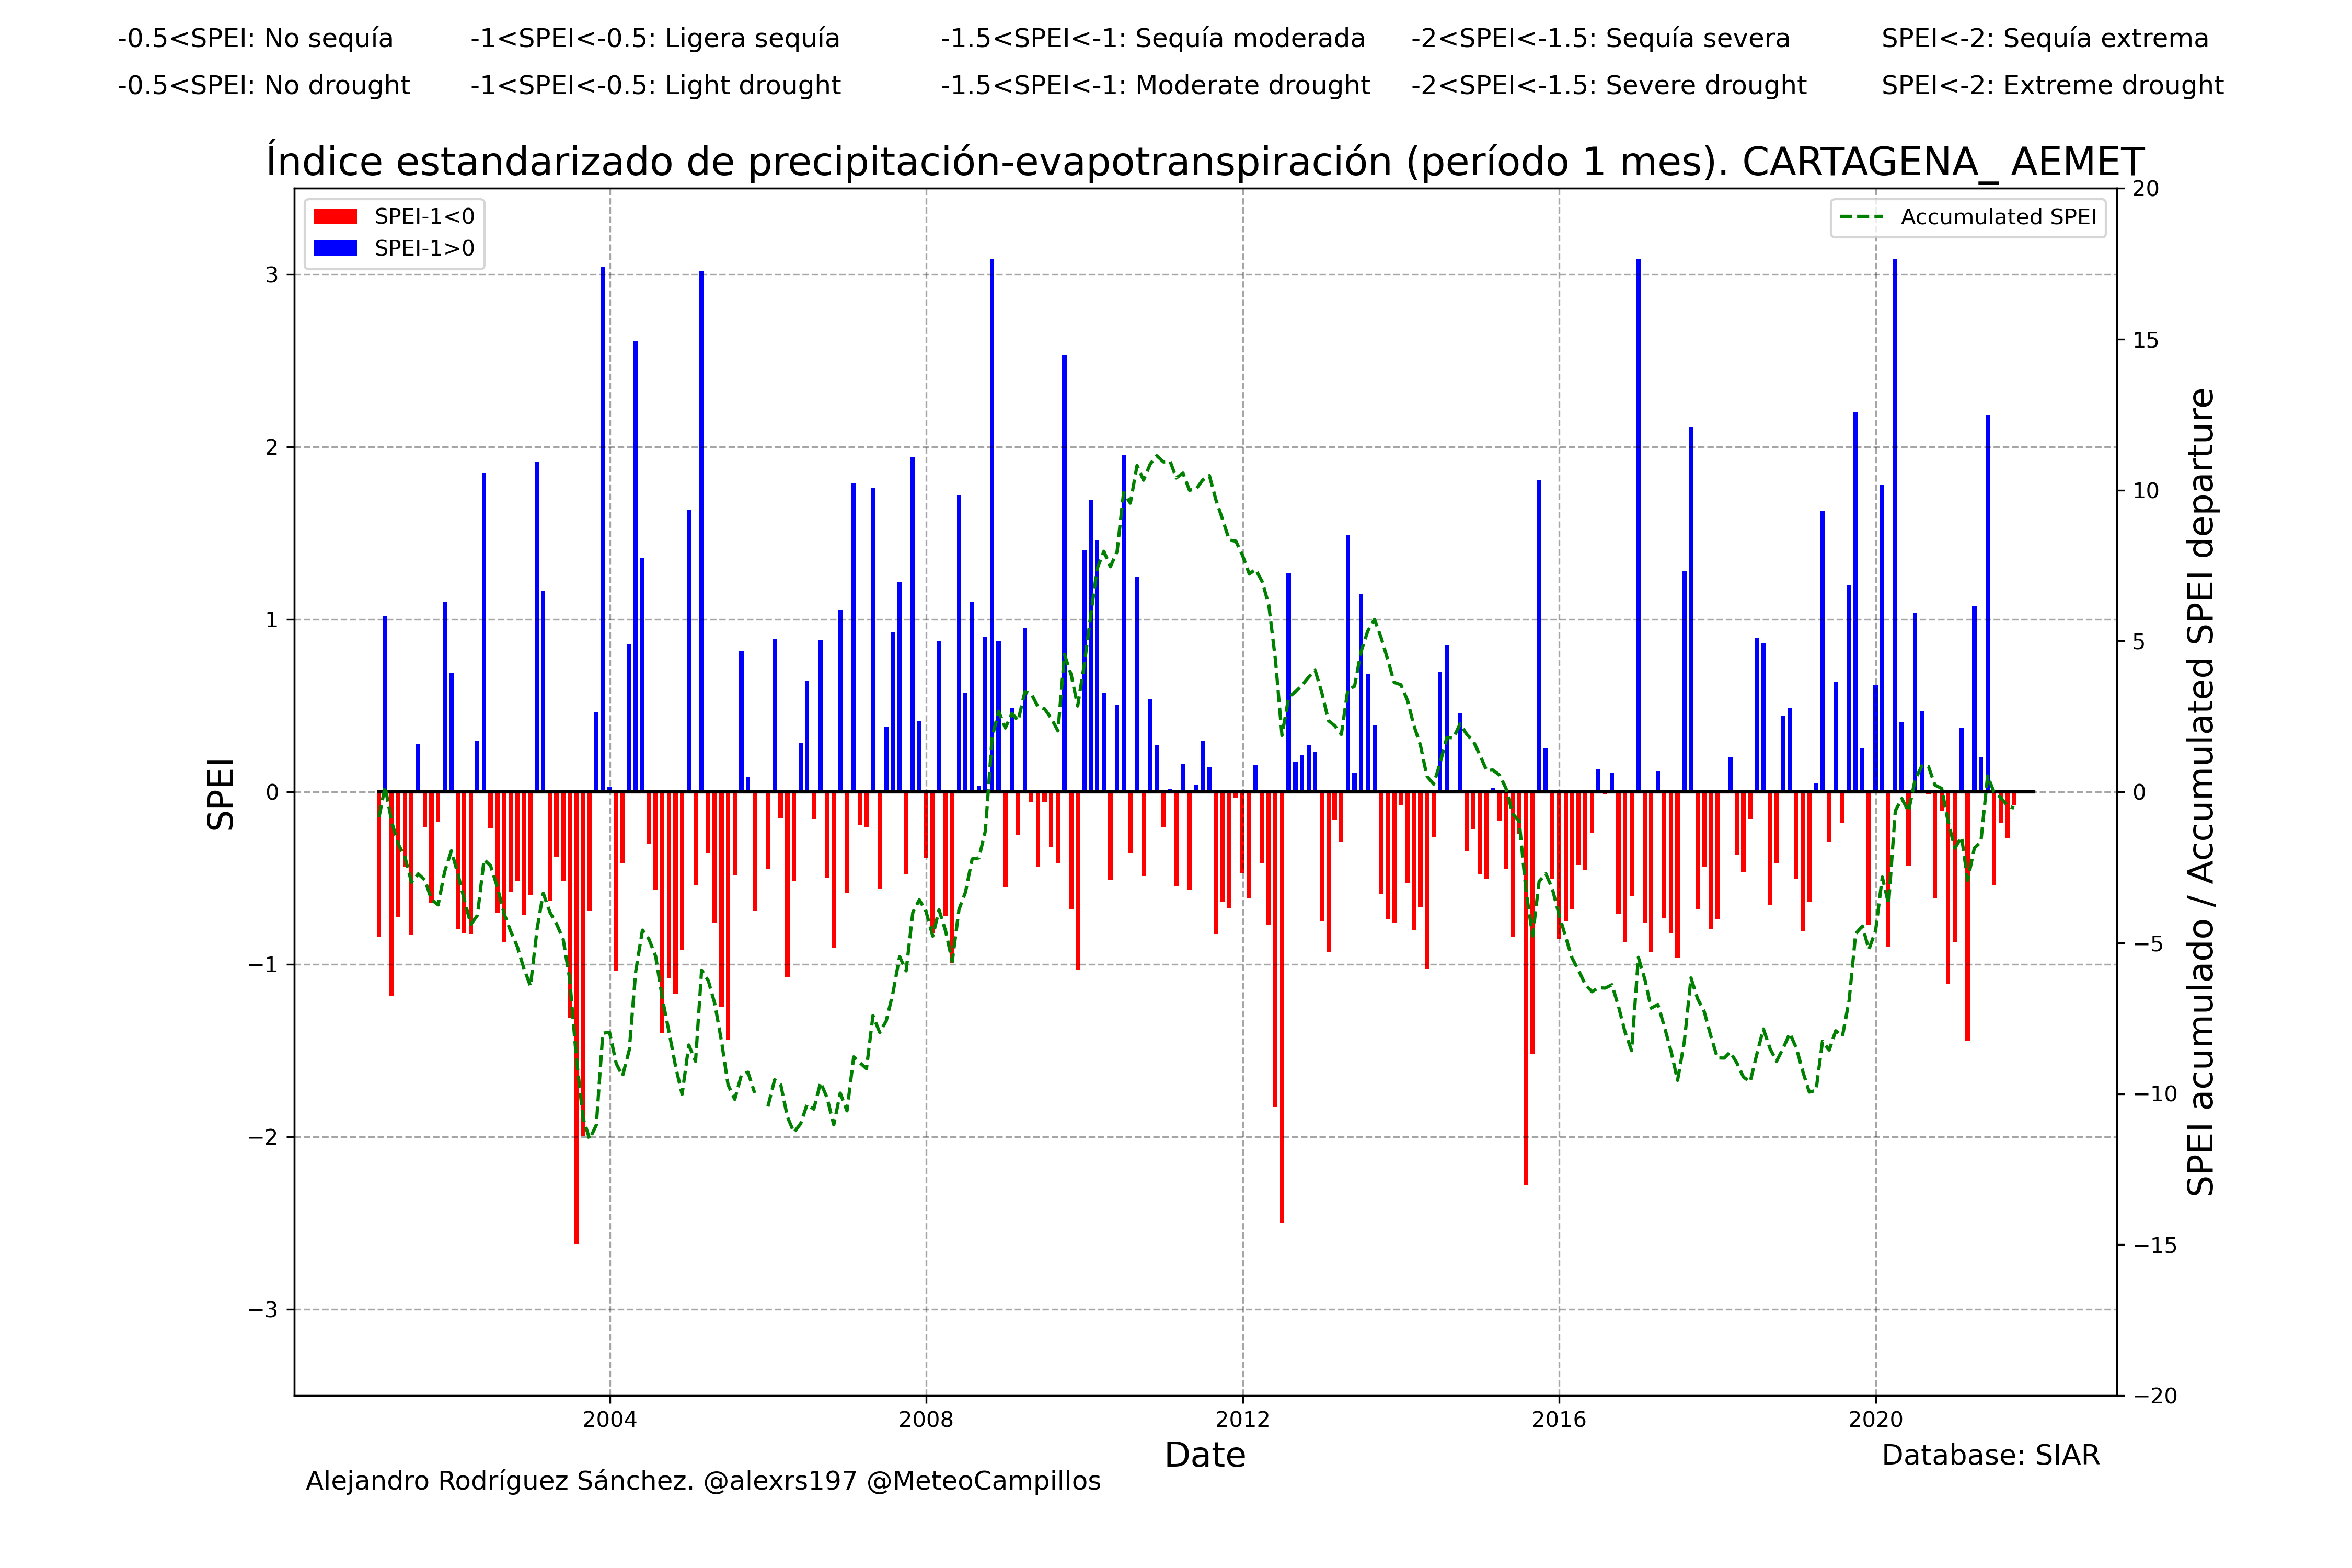 -0.5<SPEI: No sequía -1<SPEI<-0.5: Ligera sequía -1.5<SPEI<-1: Sequía moderada -2<SPEI<-1.5: Sequía severa SPEI<-2: Sequía extrema
-0.5<SPEI: No drought -1<SPEI<-0.5: Light drought -1.5<SPEI<-1: Moderate drought -2<SPEI<-1.5: Severe drought SPEI<-2: Extreme drought
Índice estandarizado de precipitación-evapotranspiración (período 1 mes). CARTAGENA_ AEMET
SPEI-1<0
SPEI-1>0
Accumulated SPEI
SPEI
3
2
1
0
−1
−2
−3
20
15
10
5
0
−5
−10
−15
−20
SPEI acumulado / Accumulated SPEI departure
2004 2008 2012 2016 2020
Date
Database: SIAR
Alejandro Rodríguez Sánchez. @alexrs197 @MeteoCampillos